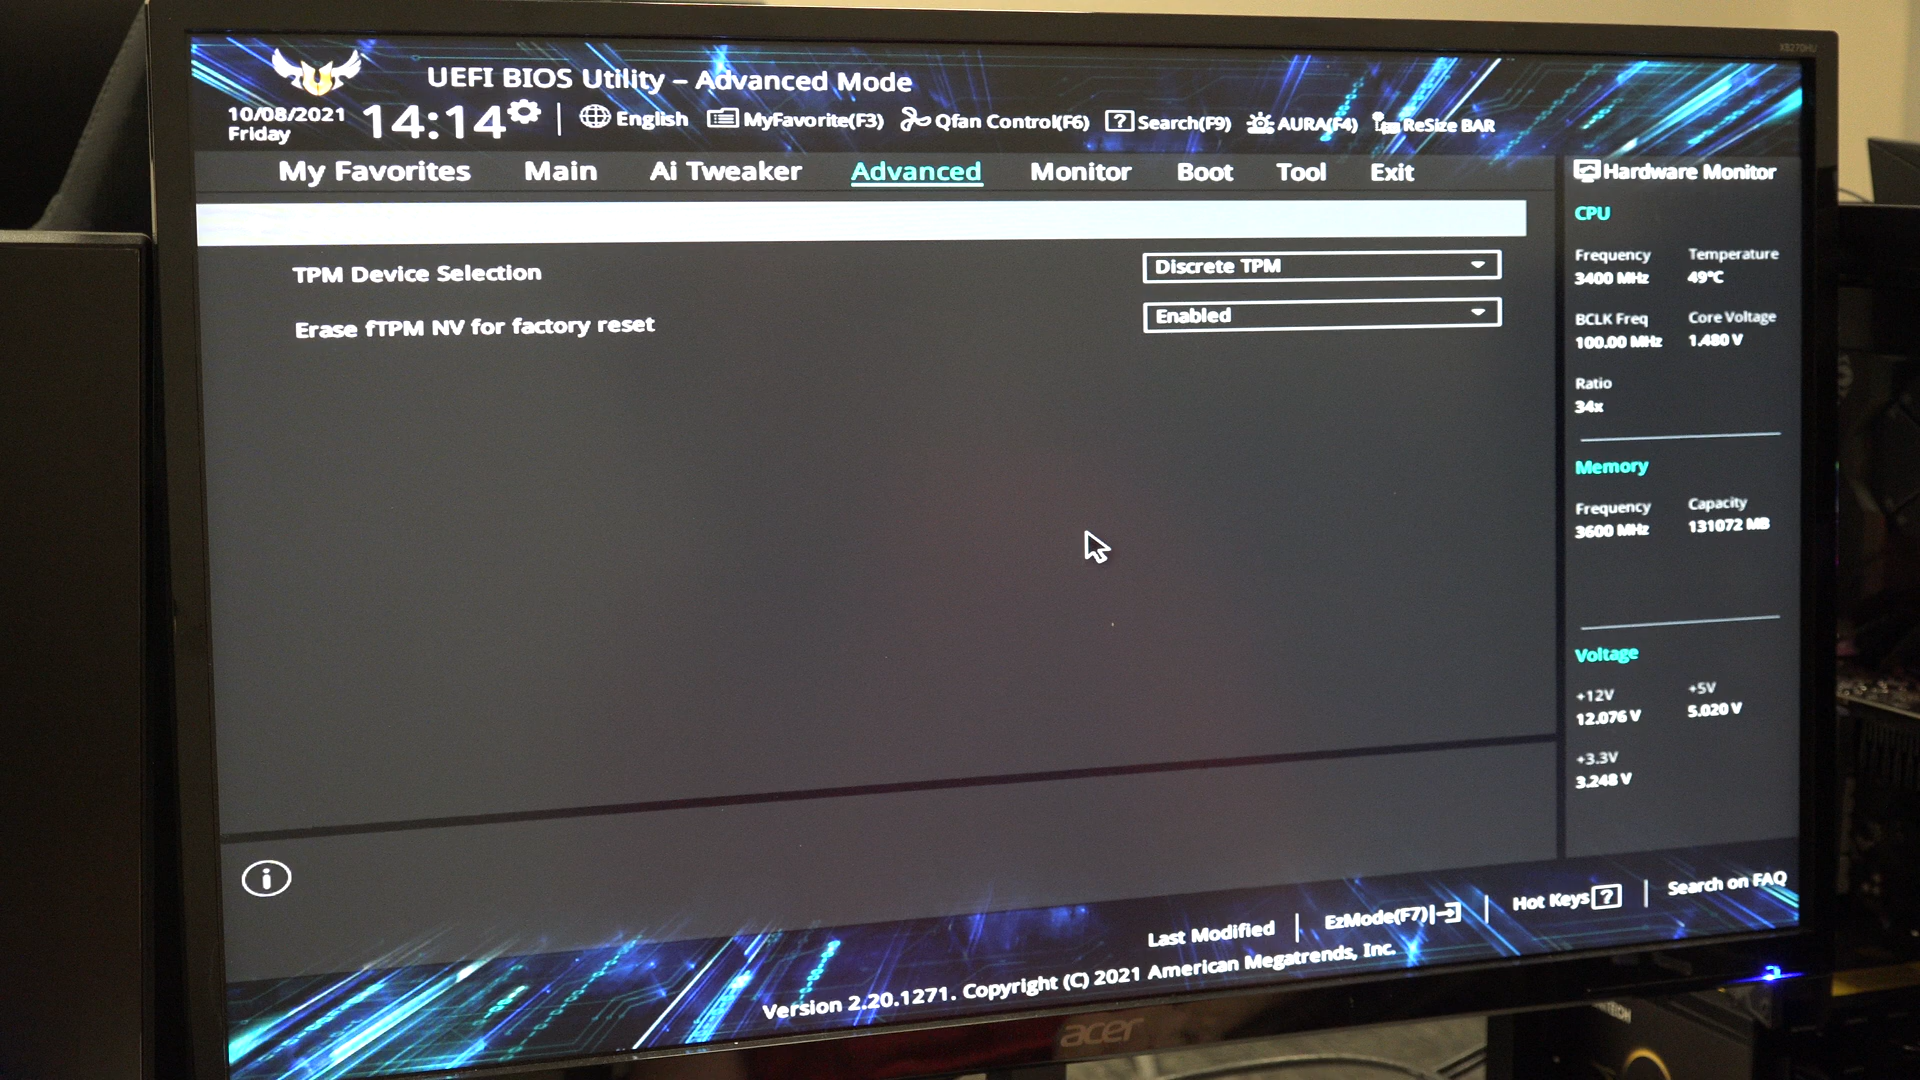 XB270HU
UEFI BIOS Utility – Advanced Mode
10/08/2021
Friday
14:14
English
MyFavorite(F3)
Qfan Control(F6)
?
Search(F9)
AURA(F4)
ReSize BAR
My Favorites
Main
Ai Tweaker
Advanced
Monitor
Boot
Tool
Exit
TPM Device Selection
Discrete TPM
Erase fTPM NV for factory reset
Enabled
Hardware Monitor
CPU
Frequency Temperature
3400 MHz 49°C
BCLK Freq Core Voltage
100.00 MHz 1.480 V
Ratio
34x
Memory
Frequency Capacity
3600 MHz 131072 MB
Voltage
+12V +5V
12.076 V 5.020 V
+3.3V
3.248 V
i
Last Modified
EzMode(F7)
Hot Keys ?
Search on FAQ
Version 2.20.1271. Copyright (C) 2021 American Megatrends, Inc.
acer